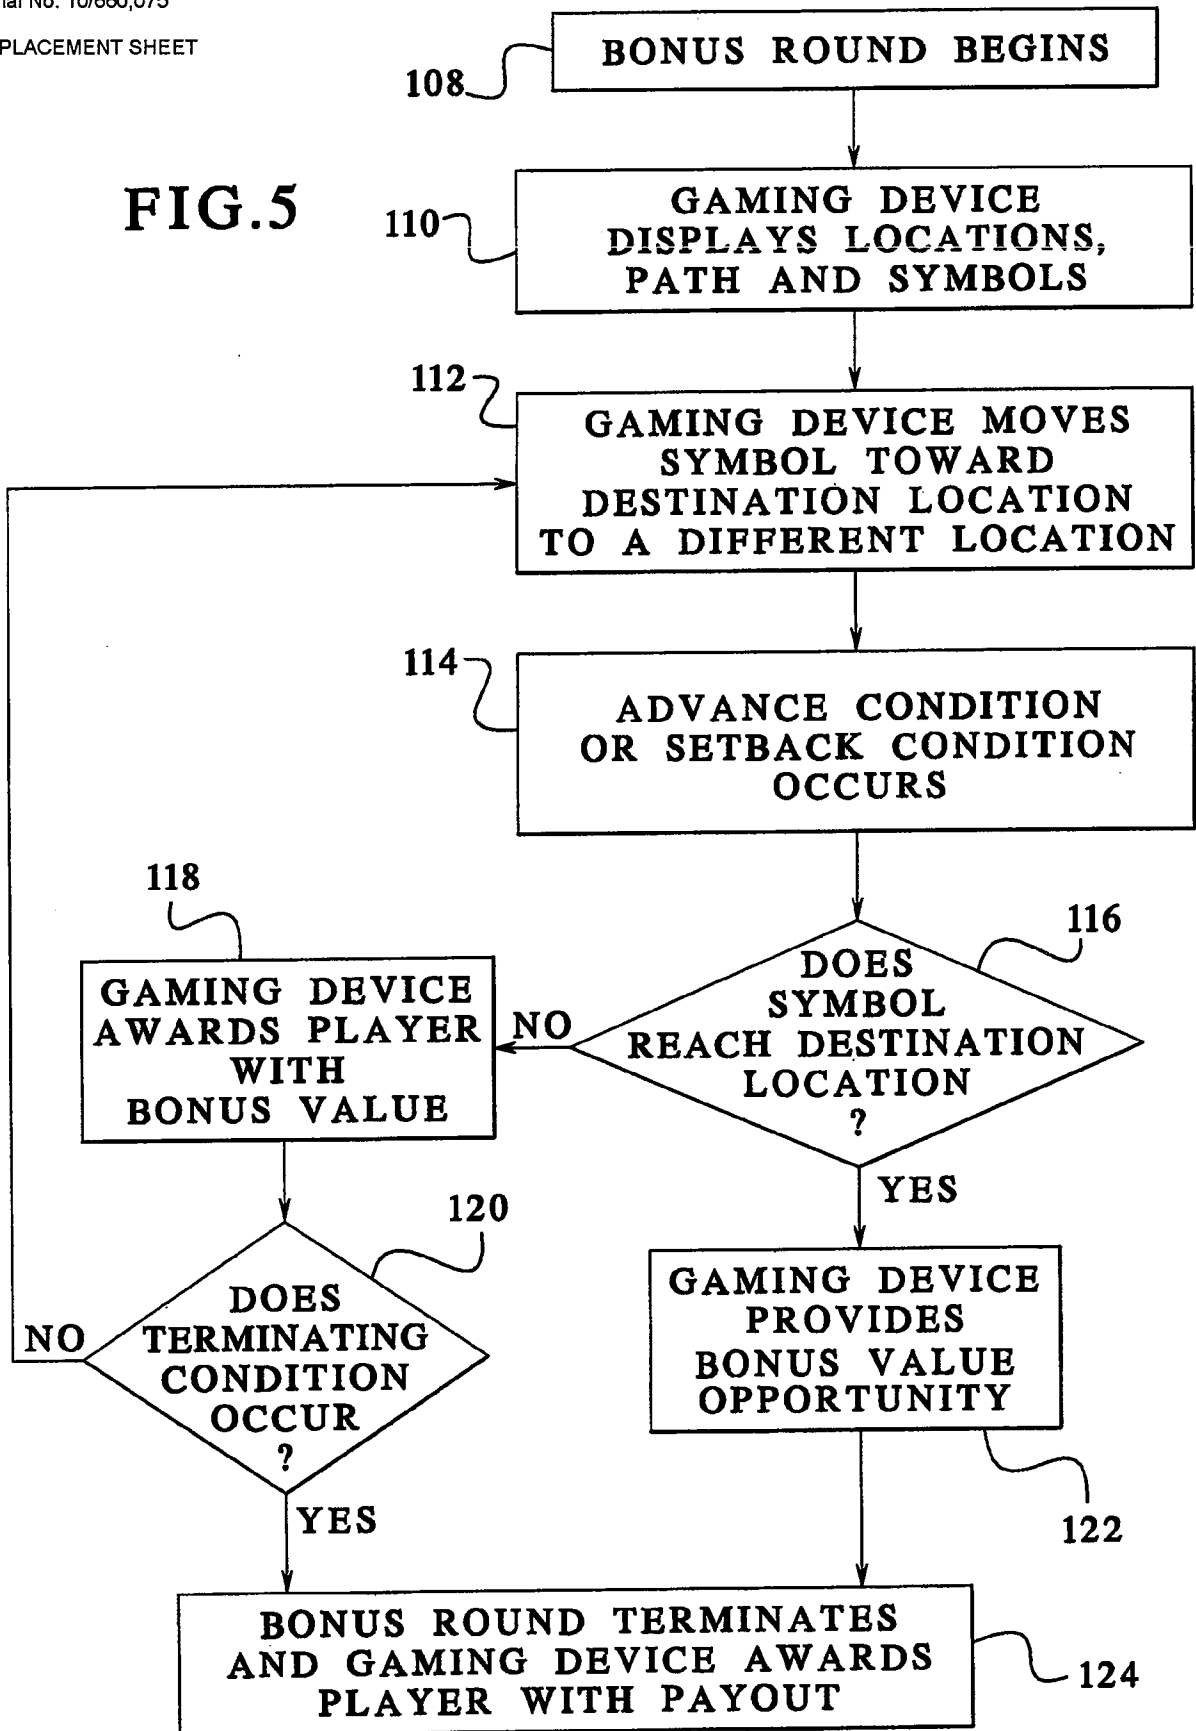 PLACEMENT SHEET
FIG.5
108
BONUS ROUND BEGINS
110
GAMING DEVICE
DISPLAYS LOCATIONS,
PATH AND SYMBOLS
112
GAMING DEVICE MOVES
SYMBOL TOWARD
DESTINATION LOCATION
TO A DIFFERENT LOCATION
114
ADVANCE CONDITION
OR SETBACK CONDITION
OCCURS
116
DOES
SYMBOL
REACH DESTINATION
LOCATION
?
NO
YES
118
GAMING DEVICE
AWARDS PLAYER
WITH
BONUS VALUE
120
DOES
TERMINATING
CONDITION
OCCUR
?
NO
YES
GAMING DEVICE
PROVIDES
BONUS VALUE
OPPORTUNITY
122
BONUS ROUND TERMINATES
AND GAMING DEVICE AWARDS
PLAYER WITH PAYOUT
124